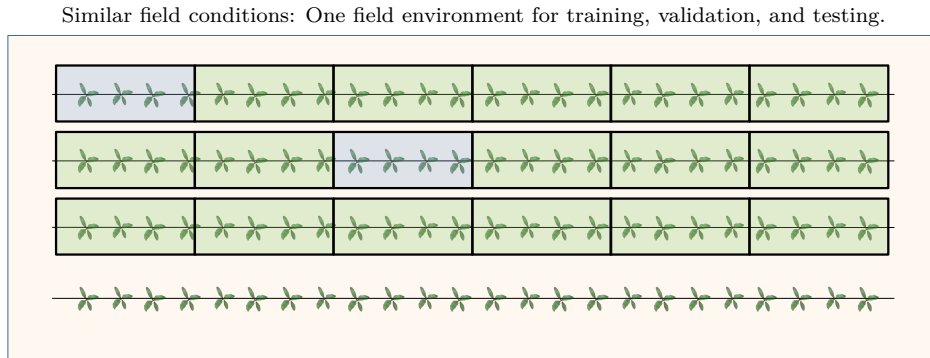 Similar field conditions: One field environment for training, validation, and testing.